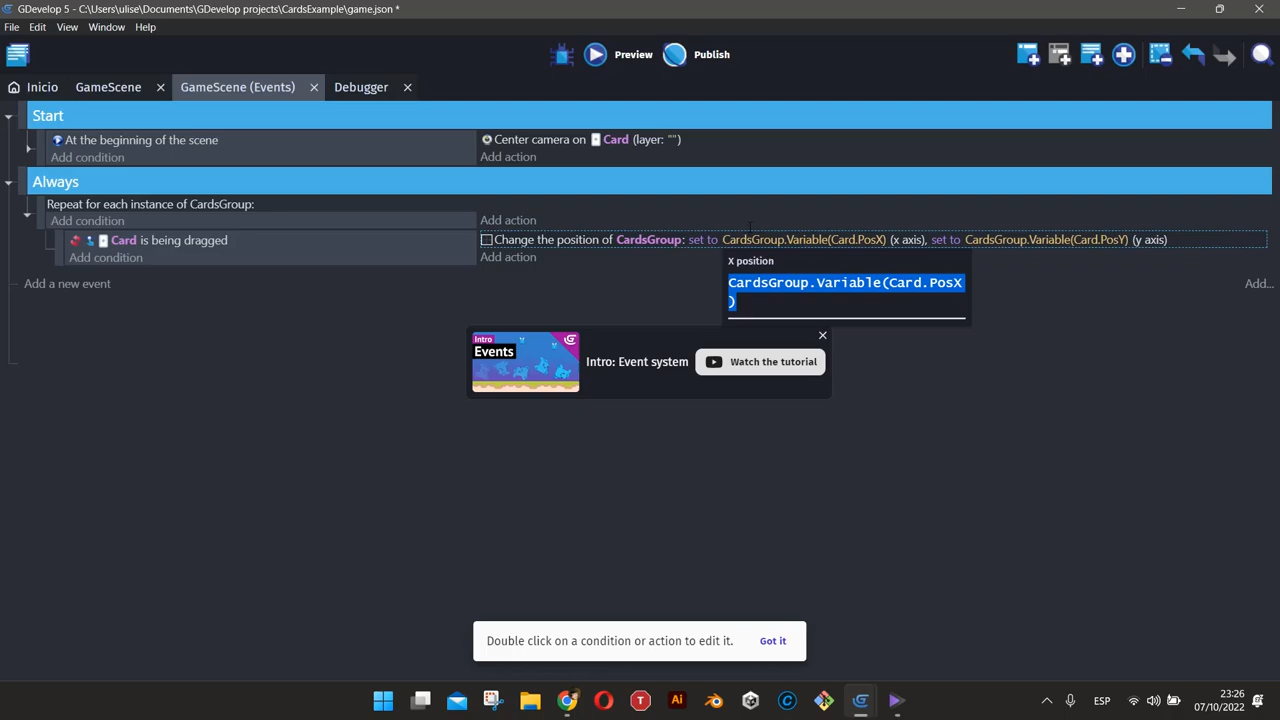 GDevelop 5 - C:\Users\ulise\Documents\GDevelop projects\CardsExample\game.json *
File Edit View Window Help
Preview Publish
Inicio GameScene GameScene (Events) Debugger
Start
At the beginning of the scene Center camera on Card (layer: "")
Add condition Add action
Always
Repeat for each instance of CardsGroup:
Add condition Add action
Card is being dragged Change the position of CardsGroup: set to CardsGroup.Variable(Card.PosX) (x axis), set to CardsGroup.Variable(Card.PosY) (y axis)
Add condition Add action
X position
CardsGroup.Variable(Card.PosX
)
Add a new event Add...
Intro
Events
Intro: Event system Watch the tutorial
Double click on a condition or action to edit it. Got it
T Ai ESP 23:26
07/10/2022